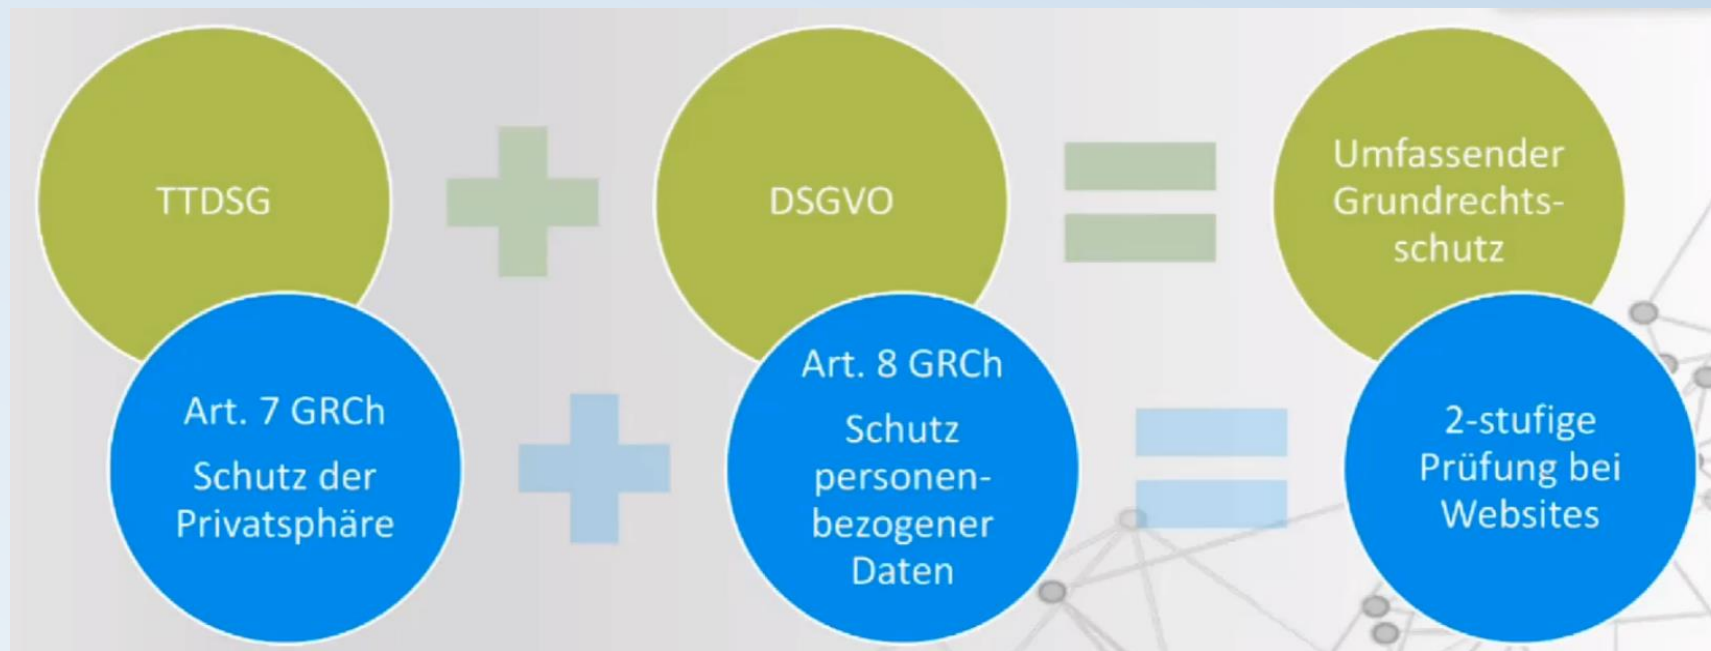 TTDSG
DSGVO
Umfassender
Grundrechts-
schutz
Art. 7 GRCh
Schutz der
Privatsphäre
Art. 8 GRCh
Schutz
personen-
bezogener
Daten
2-stufige
Prüfung bei
Websites